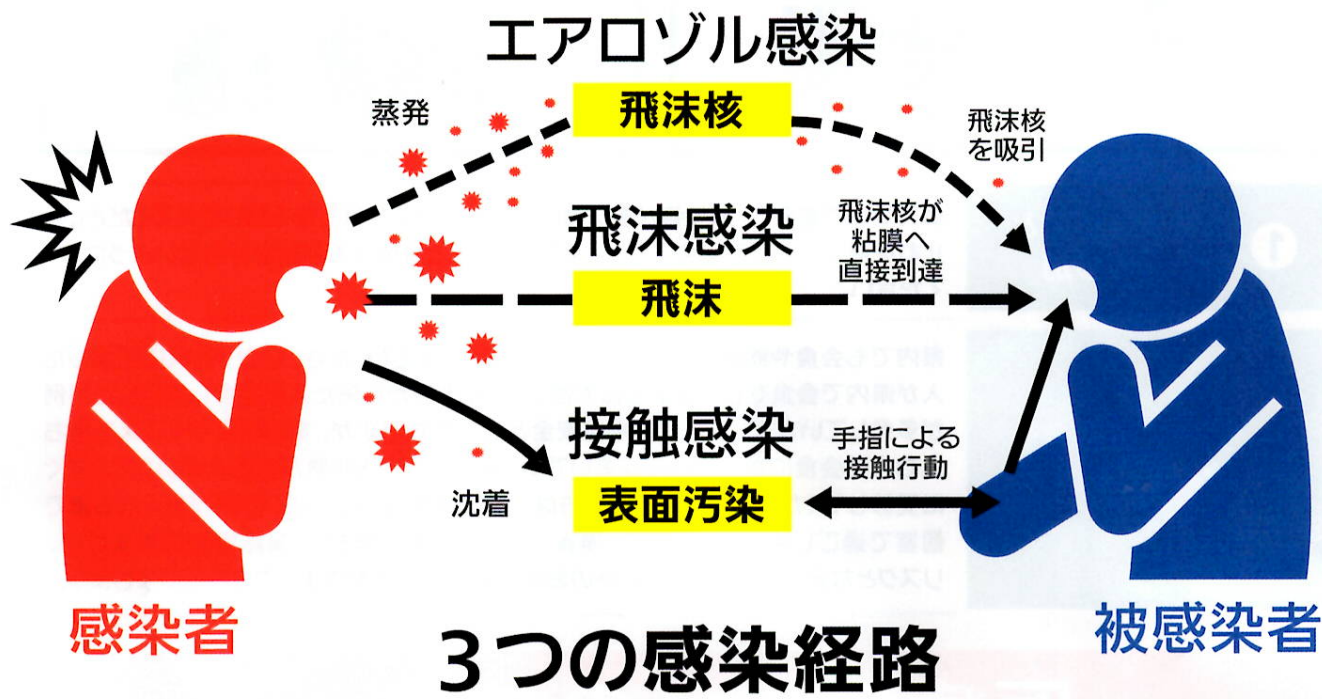 エアロゾル感染
飛沫核
蒸発
飛沫核
を吸引
飛沫感染
飛沫
飛沫核が
粘膜へ
直接到達
接触感染
表面汚染
沈着
手指による
接触行動
感染者
被感染者
3つの感染経路